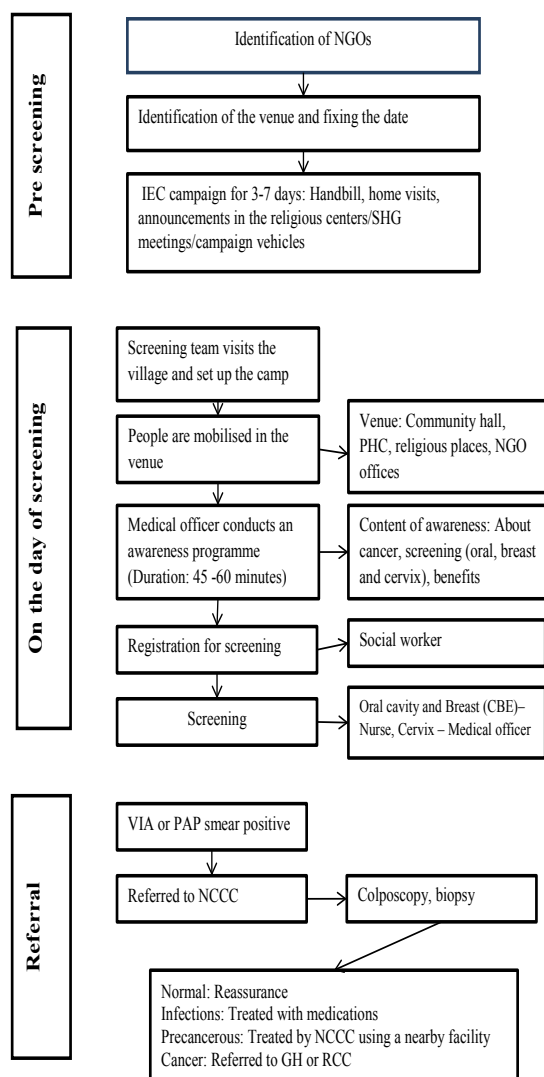 Pre screening
Identification of NGOs
Identification of the venue and fixing the date
IEC campaign for 3-7 days: Handbill, home visits,
announcements in the religious centers/SHG
meetings/campaign vehicles
On the day of screening
Screening team visits the
village and set up the camp
People are mobilised in the
venue
Venue: Community hall,
PHC, religious places, NGO
offices
Medical officer conducts an
awareness programme
(Duration: 45 -60 minutes)
Content of awareness: About
cancer, screening (oral, breast
and cervix), benefits
Registration for screening
Social worker
Screening
Oral cavity and Breast (CBE)–
Nurse, Cervix – Medical officer
Referral
VIA or PAP smear positive
Referred to NCCC
Colposcopy, biopsy
Normal: Reassurance
Infections: Treated with medications
Precancerous: Treated by NCCC using a nearby facility
Cancer: Referred to GH or RCC